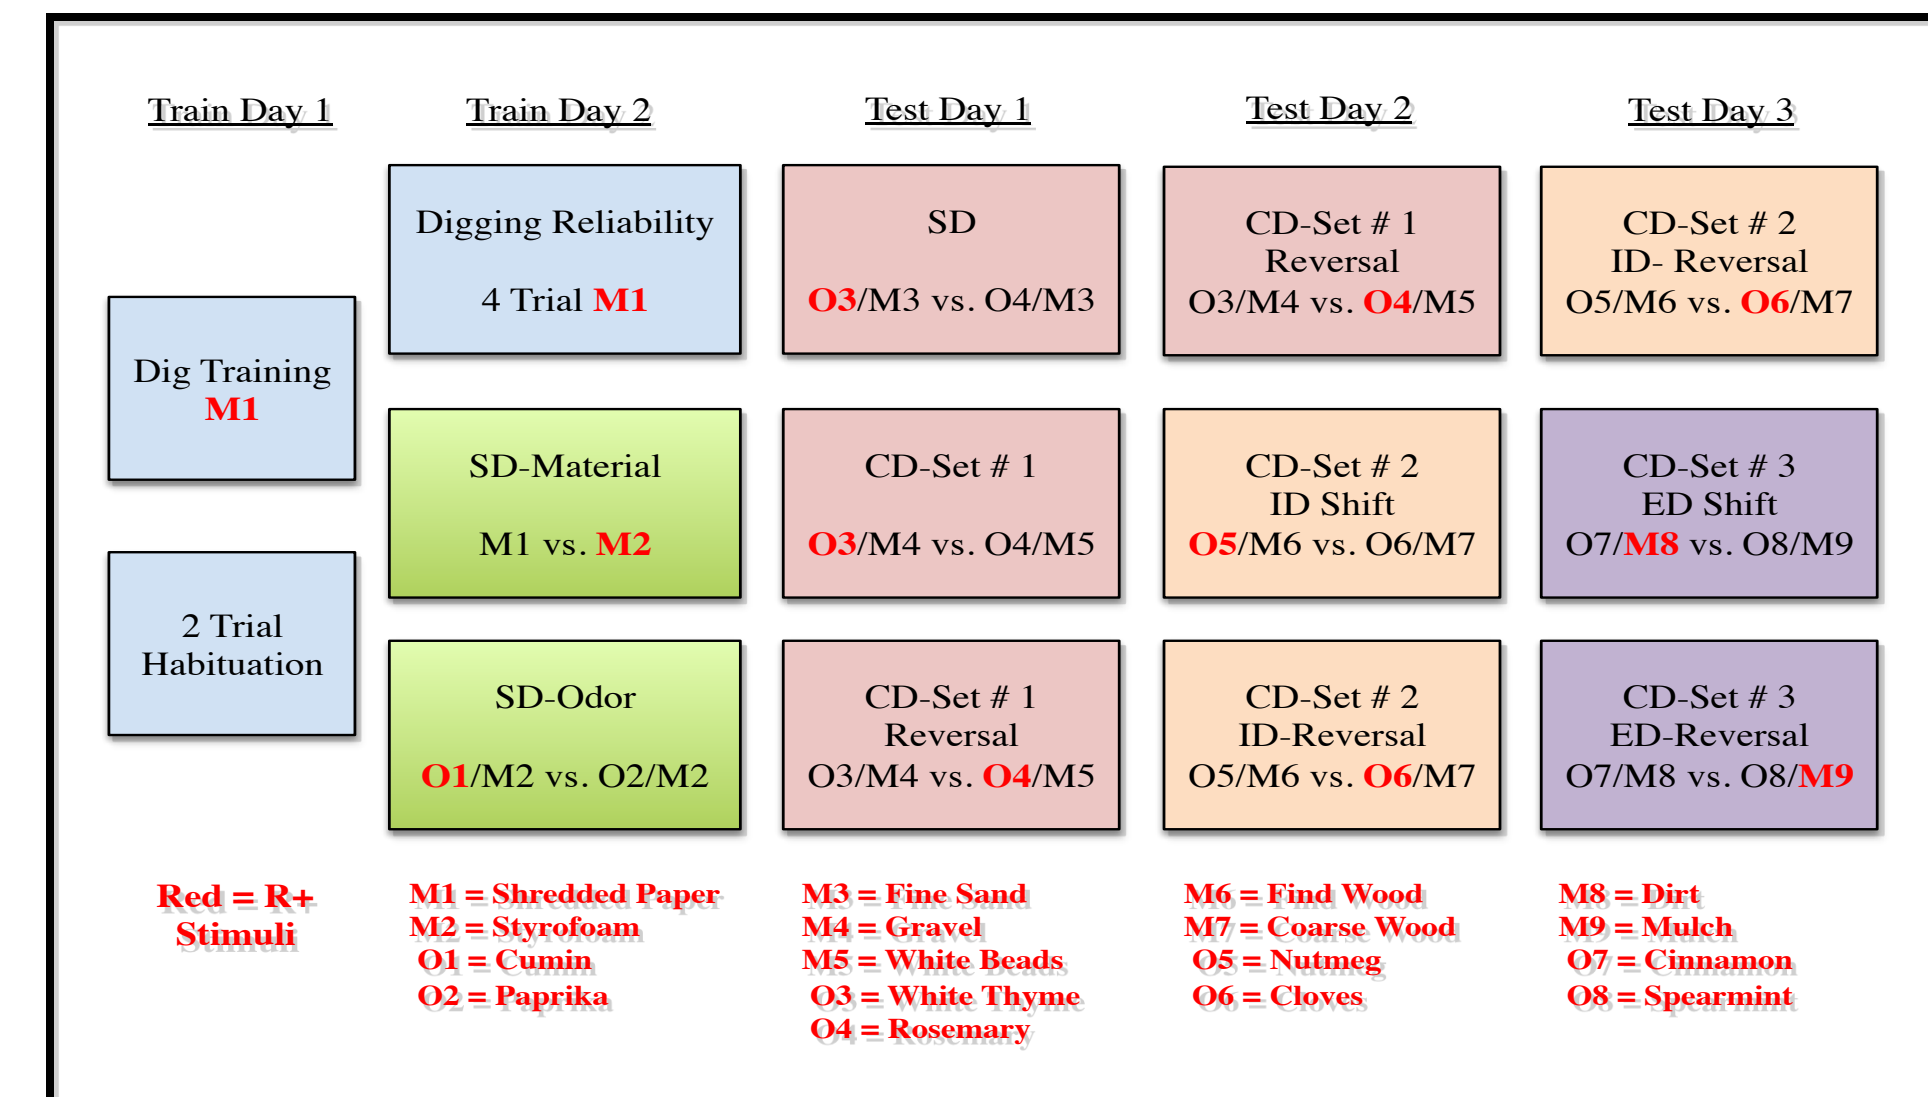 Train Day 1
Train Day 2
Test Day 1
Test Day 2
Test Day 3
Dig Training
M1
2 Trial
Habituation
Digging Reliability
4 Trial M1
SD-Material
M1 vs. M2
SD-Odor
O1/M2 vs. O2/M2
SD
O3/M3 vs. O4/M3
CD-Set # 1
O3/M4 vs. O4/M5
CD-Set # 1
Reversal
O3/M4 vs. O4/M5
CD-Set # 1
Reversal
O3/M4 vs. O4/M5
CD-Set # 2
ID Shift
O5/M6 vs. O6/M7
CD-Set # 2
ID-Reversal
O5/M6 vs. O6/M7
CD-Set # 2
ID- Reversal
O5/M6 vs. O6/M7
CD-Set # 3
ED Shift
O7/M8 vs. O8/M9
CD-Set # 3
ED-Reversal
O7/M8 vs. O8/M9
Red = R+
Stimuli
M1 = Shredded Paper
M2 = Styrofoam
O1 = Cumin
O2 = Paprika
M3 = Fine Sand
M4 = Gravel
M5 = White Beads
O3 = White Thyme
O4 = Rosemary
M6 = Find Wood
M7 = Coarse Wood
O5 = Nutmeg
O6 = Cloves
M8 = Dirt
M9 = Mulch
O7 = Cinnamon
O8 = Spearmint